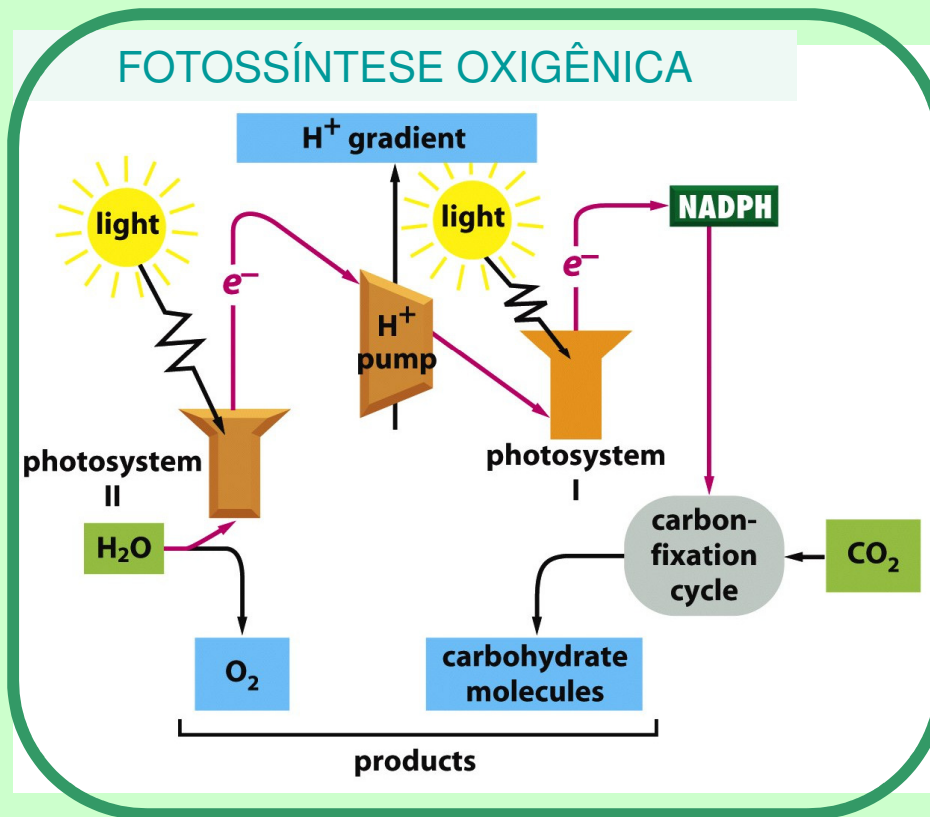 FOTOSSÍNTESE OXIGÊNICA
H⁺ gradient
light
light
NADPH
e⁻
e⁻
H⁺
pump
photosystem
II
photosystem
I
H₂O
carbon-
fixation
cycle
CO₂
O₂
carbohydrate
molecules
products